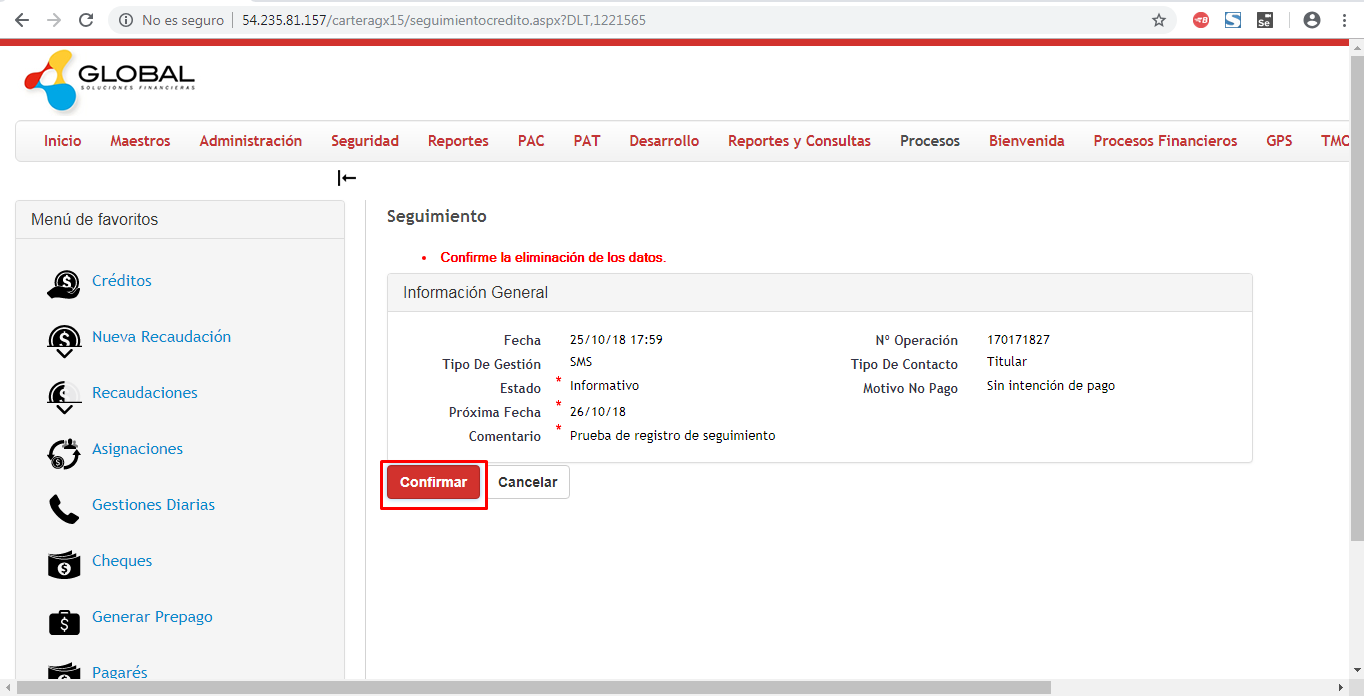 No es seguro 54.235.81.157/carteragx15/seguimientocredito.aspx?DLT,1221565
GLOBAL
SOLUCIONES FINANCIERAS
Inicio Maestros Administración Seguridad Reportes PAC PAT Desarrollo Reportes y Consultas Procesos Bienvenida Procesos Financieros GPS TMO
Menú de favoritos
Créditos
Nueva Recaudación
Recaudaciones
Asignaciones
Gestiones Diarias
Cheques
Generar Prepago
Pagarés
Seguimiento
• Confirme la eliminación de los datos.
Información General
Fecha 25/10/18 17:59 Nº Operación 170171827
Tipo De Gestión SMS Tipo De Contacto Titular
Estado * Informativo Motivo No Pago Sin intención de pago
Próxima Fecha * 26/10/18
Comentario * Prueba de registro de seguimiento
Confirmar Cancelar